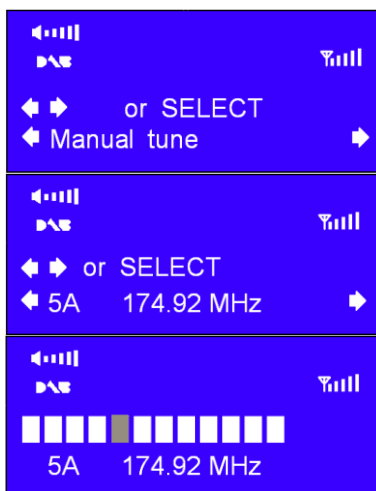 DAB
or SELECT
Manual tune
DAB
or SELECT
5A 174.92 MHz
DAB
5A 174.92 MHz